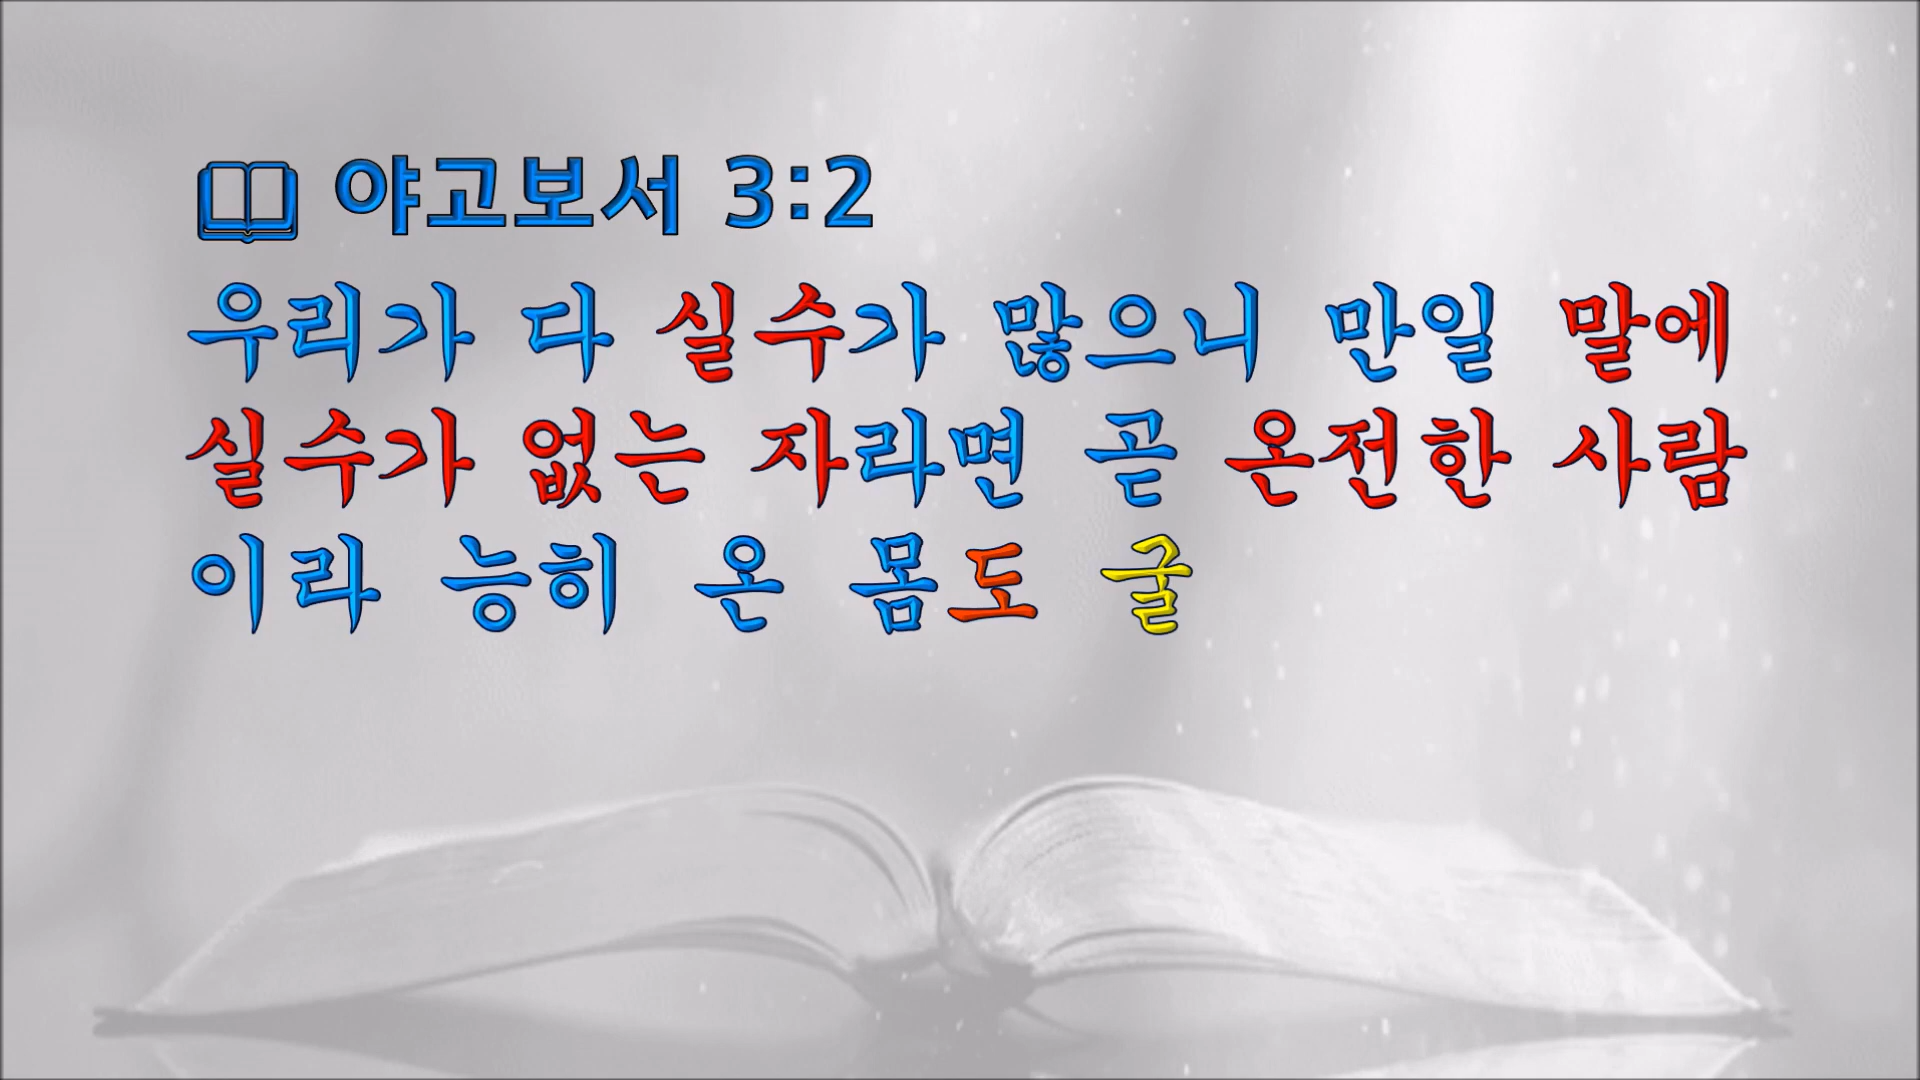 📖 야고보서 3:2
우리가 다 실수가 많으니 만일 말에
실수가 없는 자라면 곧 온전한 사람
이라 능히 온 몸도 굴